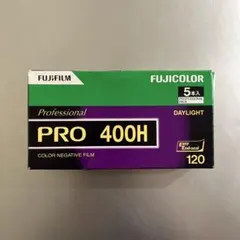 FUJIFILM
FUJICOLOR
5本入
Professional
DAYLIGHT
PRO 400H
COLOR NEGATIVE FILM
120